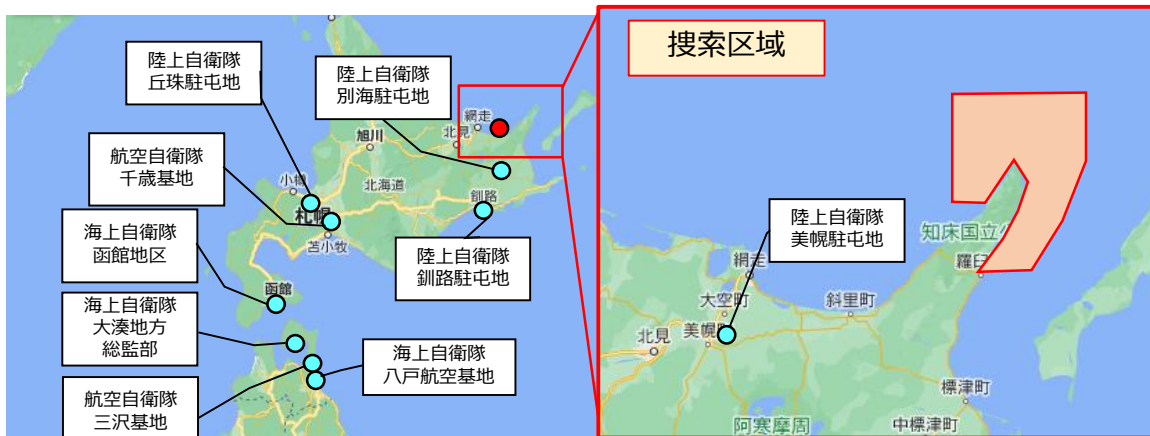 陸上自衛隊
丘珠駐屯地
陸上自衛隊
別海駐屯地
航空自衛隊
千歳基地
海上自衛隊
函館地区
海上自衛隊
大湊地方
総監部
航空自衛隊
三沢基地
海上自衛隊
八戸航空基地
陸上自衛隊
釧路駐屯地
網走
北見
旭川
北海道
小樽
札幌
苫小牧
釧路
函館
捜索区域
陸上自衛隊
美幌駐屯地
知床国立公
羅臼
網走
大空町
斜里町
北見
美幌町
標津町
中標津町
阿寒摩周